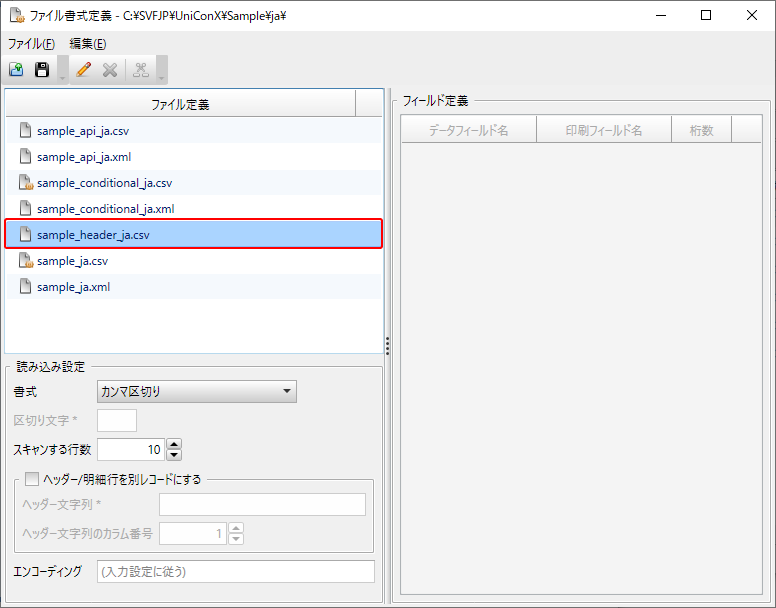 ファイル書式定義 - C:¥SVFJP¥UniConX¥Sample¥ja¥
ファイル(F) 編集(E)
ファイル定義
sample_api_ja.csv
sample_api_ja.xml
sample_conditional_ja.csv
sample_conditional_ja.xml
sample_header_ja.csv
sample_ja.csv
sample_ja.xml
読み込み設定
書式 カンマ区切り
区切り文字 *
スキャンする行数 10
ヘッダー/明細行を別レコードにする
ヘッダー文字列 *
ヘッダー文字列のカラム番号 1
エンコーディング (入力設定に従う)
フィールド定義
データフィールド名 印刷フィールド名 桁数